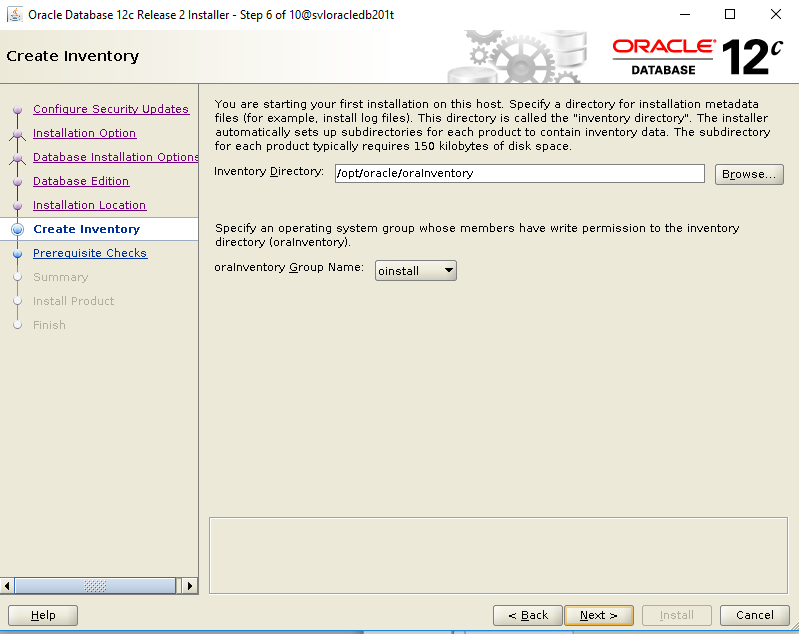 Oracle Database 12c Release 2 Installer - Step 6 of 10@svloracledb201t
Create Inventory
ORACLE®
DATABASE
12c
Configure Security Updates
Installation Option
Database Installation Options
Database Edition
Installation Location
Create Inventory
Prerequisite Checks
Summary
Install Product
Finish
You are starting your first installation on this host. Specify a directory for installation metadata
files (for example, install log files). This directory is called the "inventory directory". The installer
automatically sets up subdirectories for each product to contain inventory data. The subdirectory
for each product typically requires 150 kilobytes of disk space.
Inventory Directory: /opt/oracle/oraInventory Browse...
Specify an operating system group whose members have write permission to the inventory
directory (oraInventory).
oraInventory Group Name: oinstall
Help < Back Next > Install Cancel